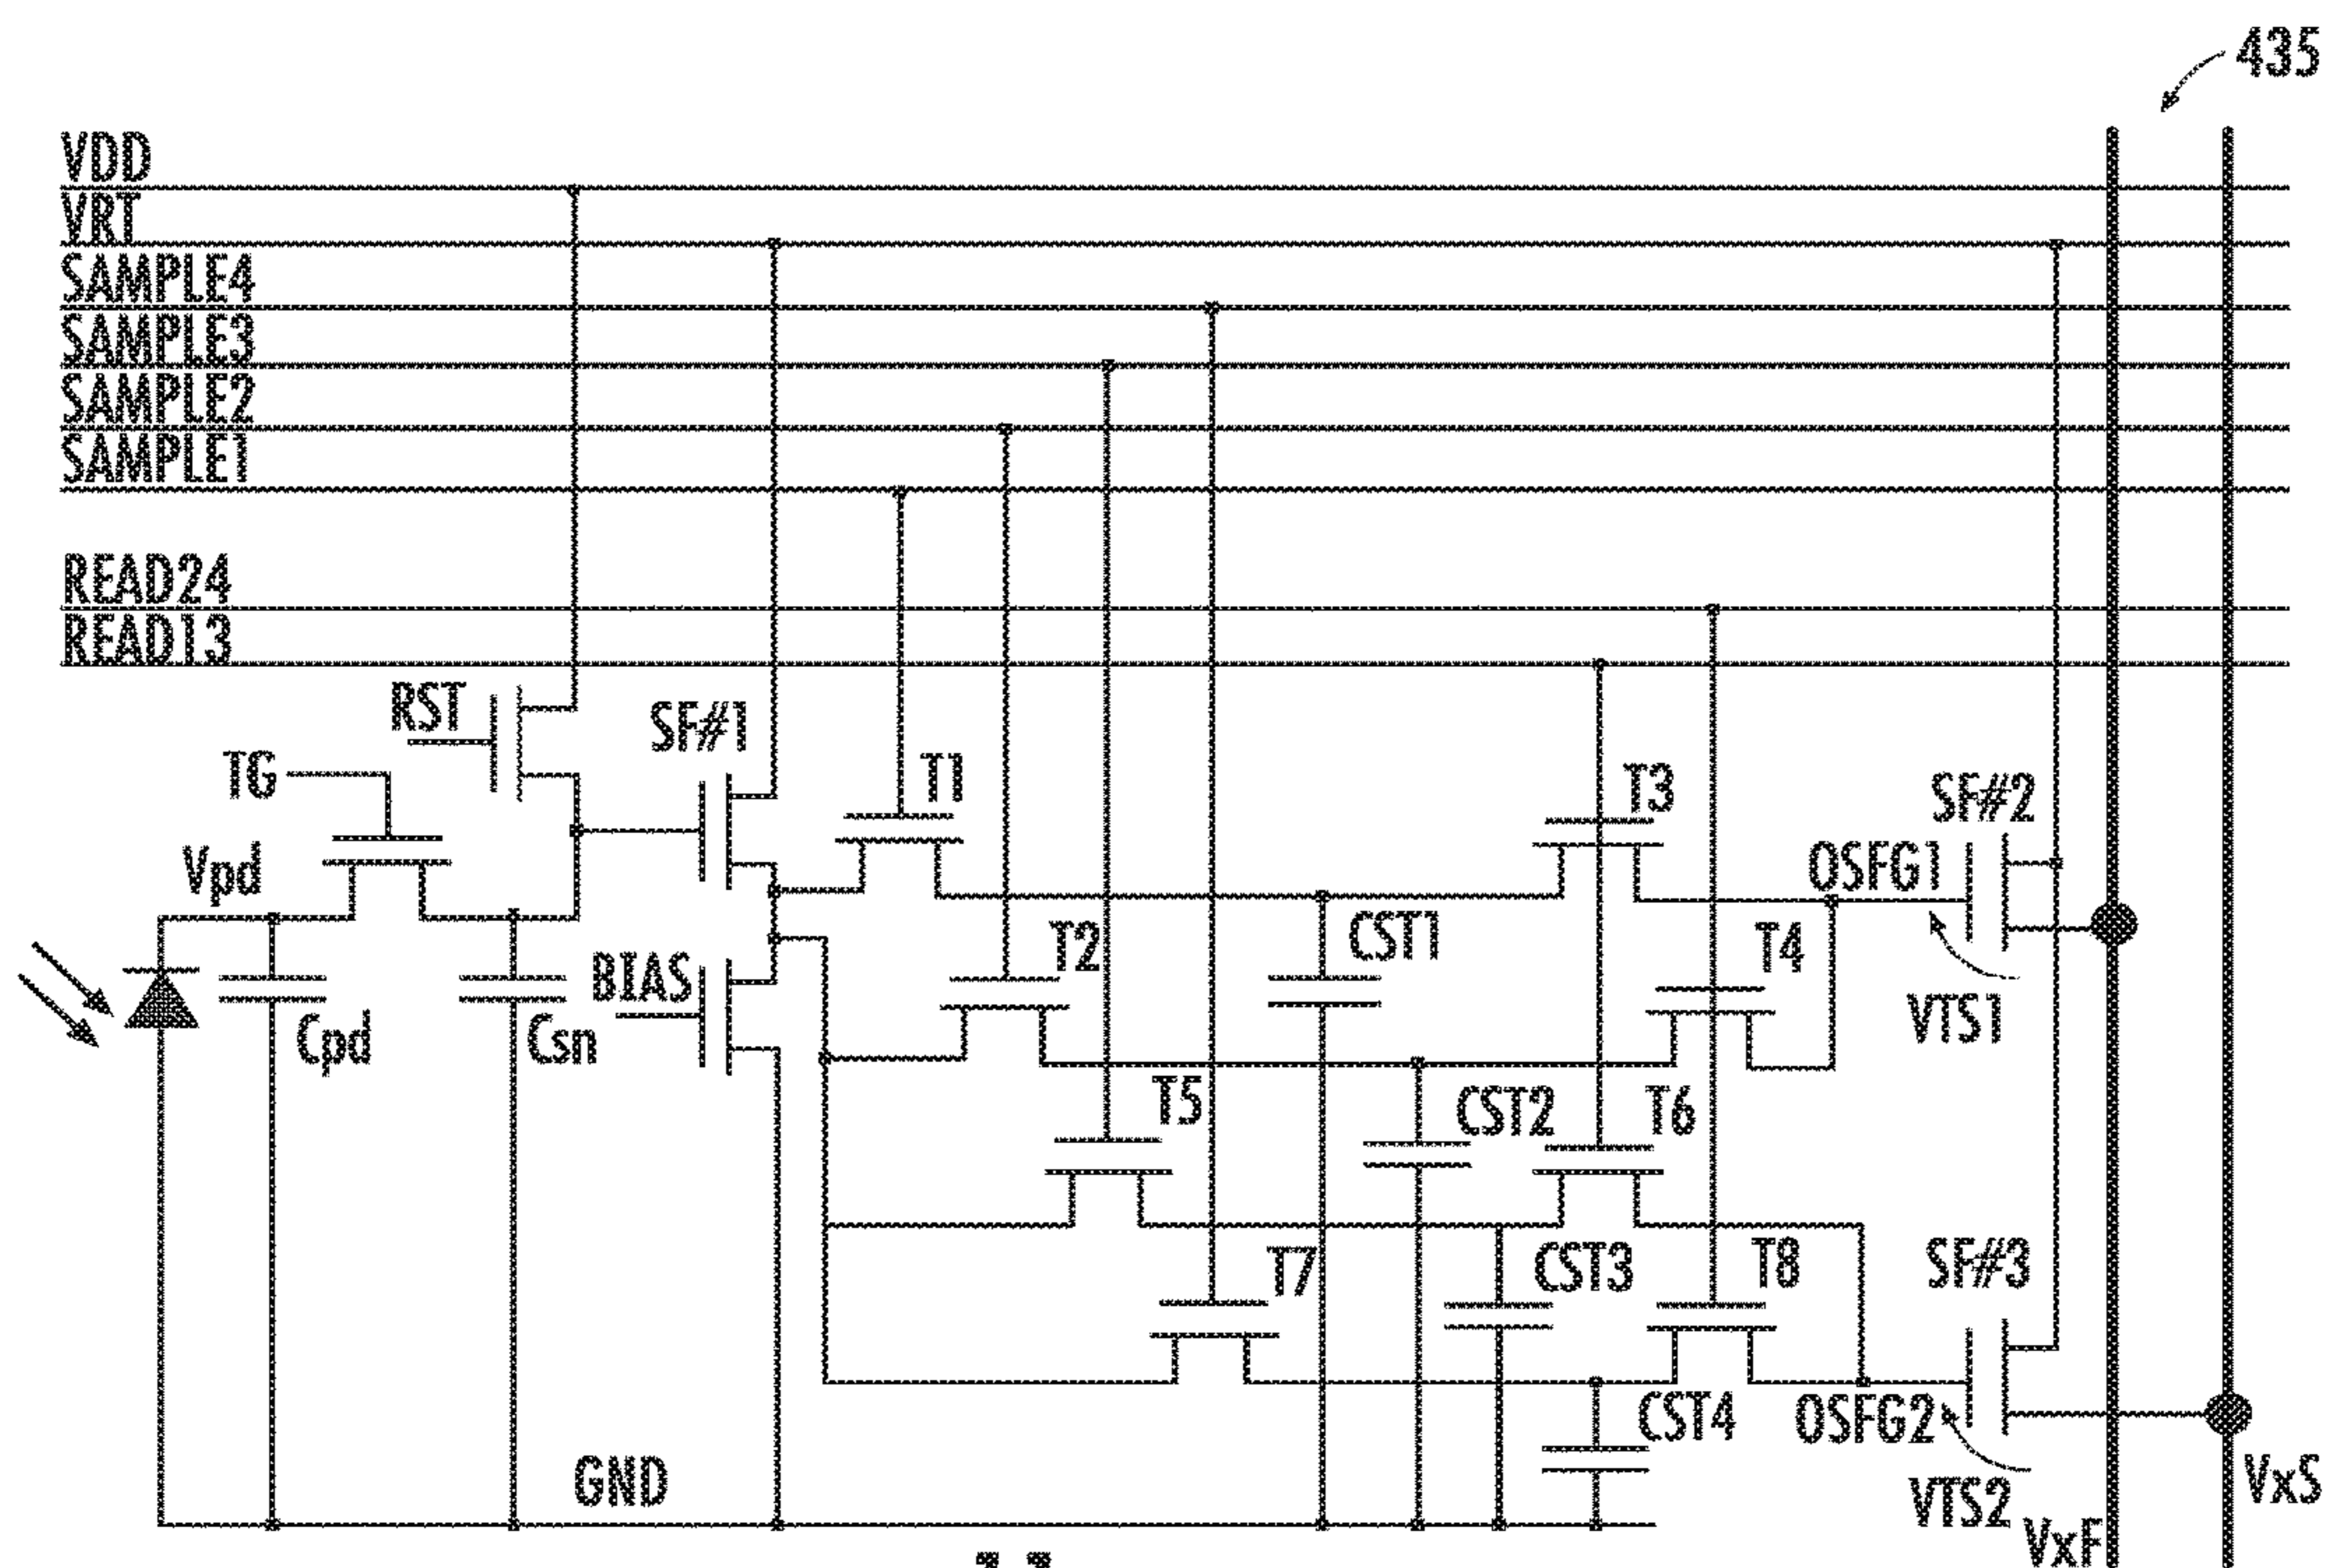 435
VDD
VRT
SAMPLE4
SAMPLE3
SAMPLE2
SAMPLE1
READ24
READ13
RST
SF#1
TG
T1
T3
SF#2
Vpd
OSFG1
T2
CST1
T4
BIAS
VTS1
Cpd
Csn
T5
CST2
T6
T7
CST3
T8
SF#3
CST4
OSFG2
GND
VTS2
VxS
VxF